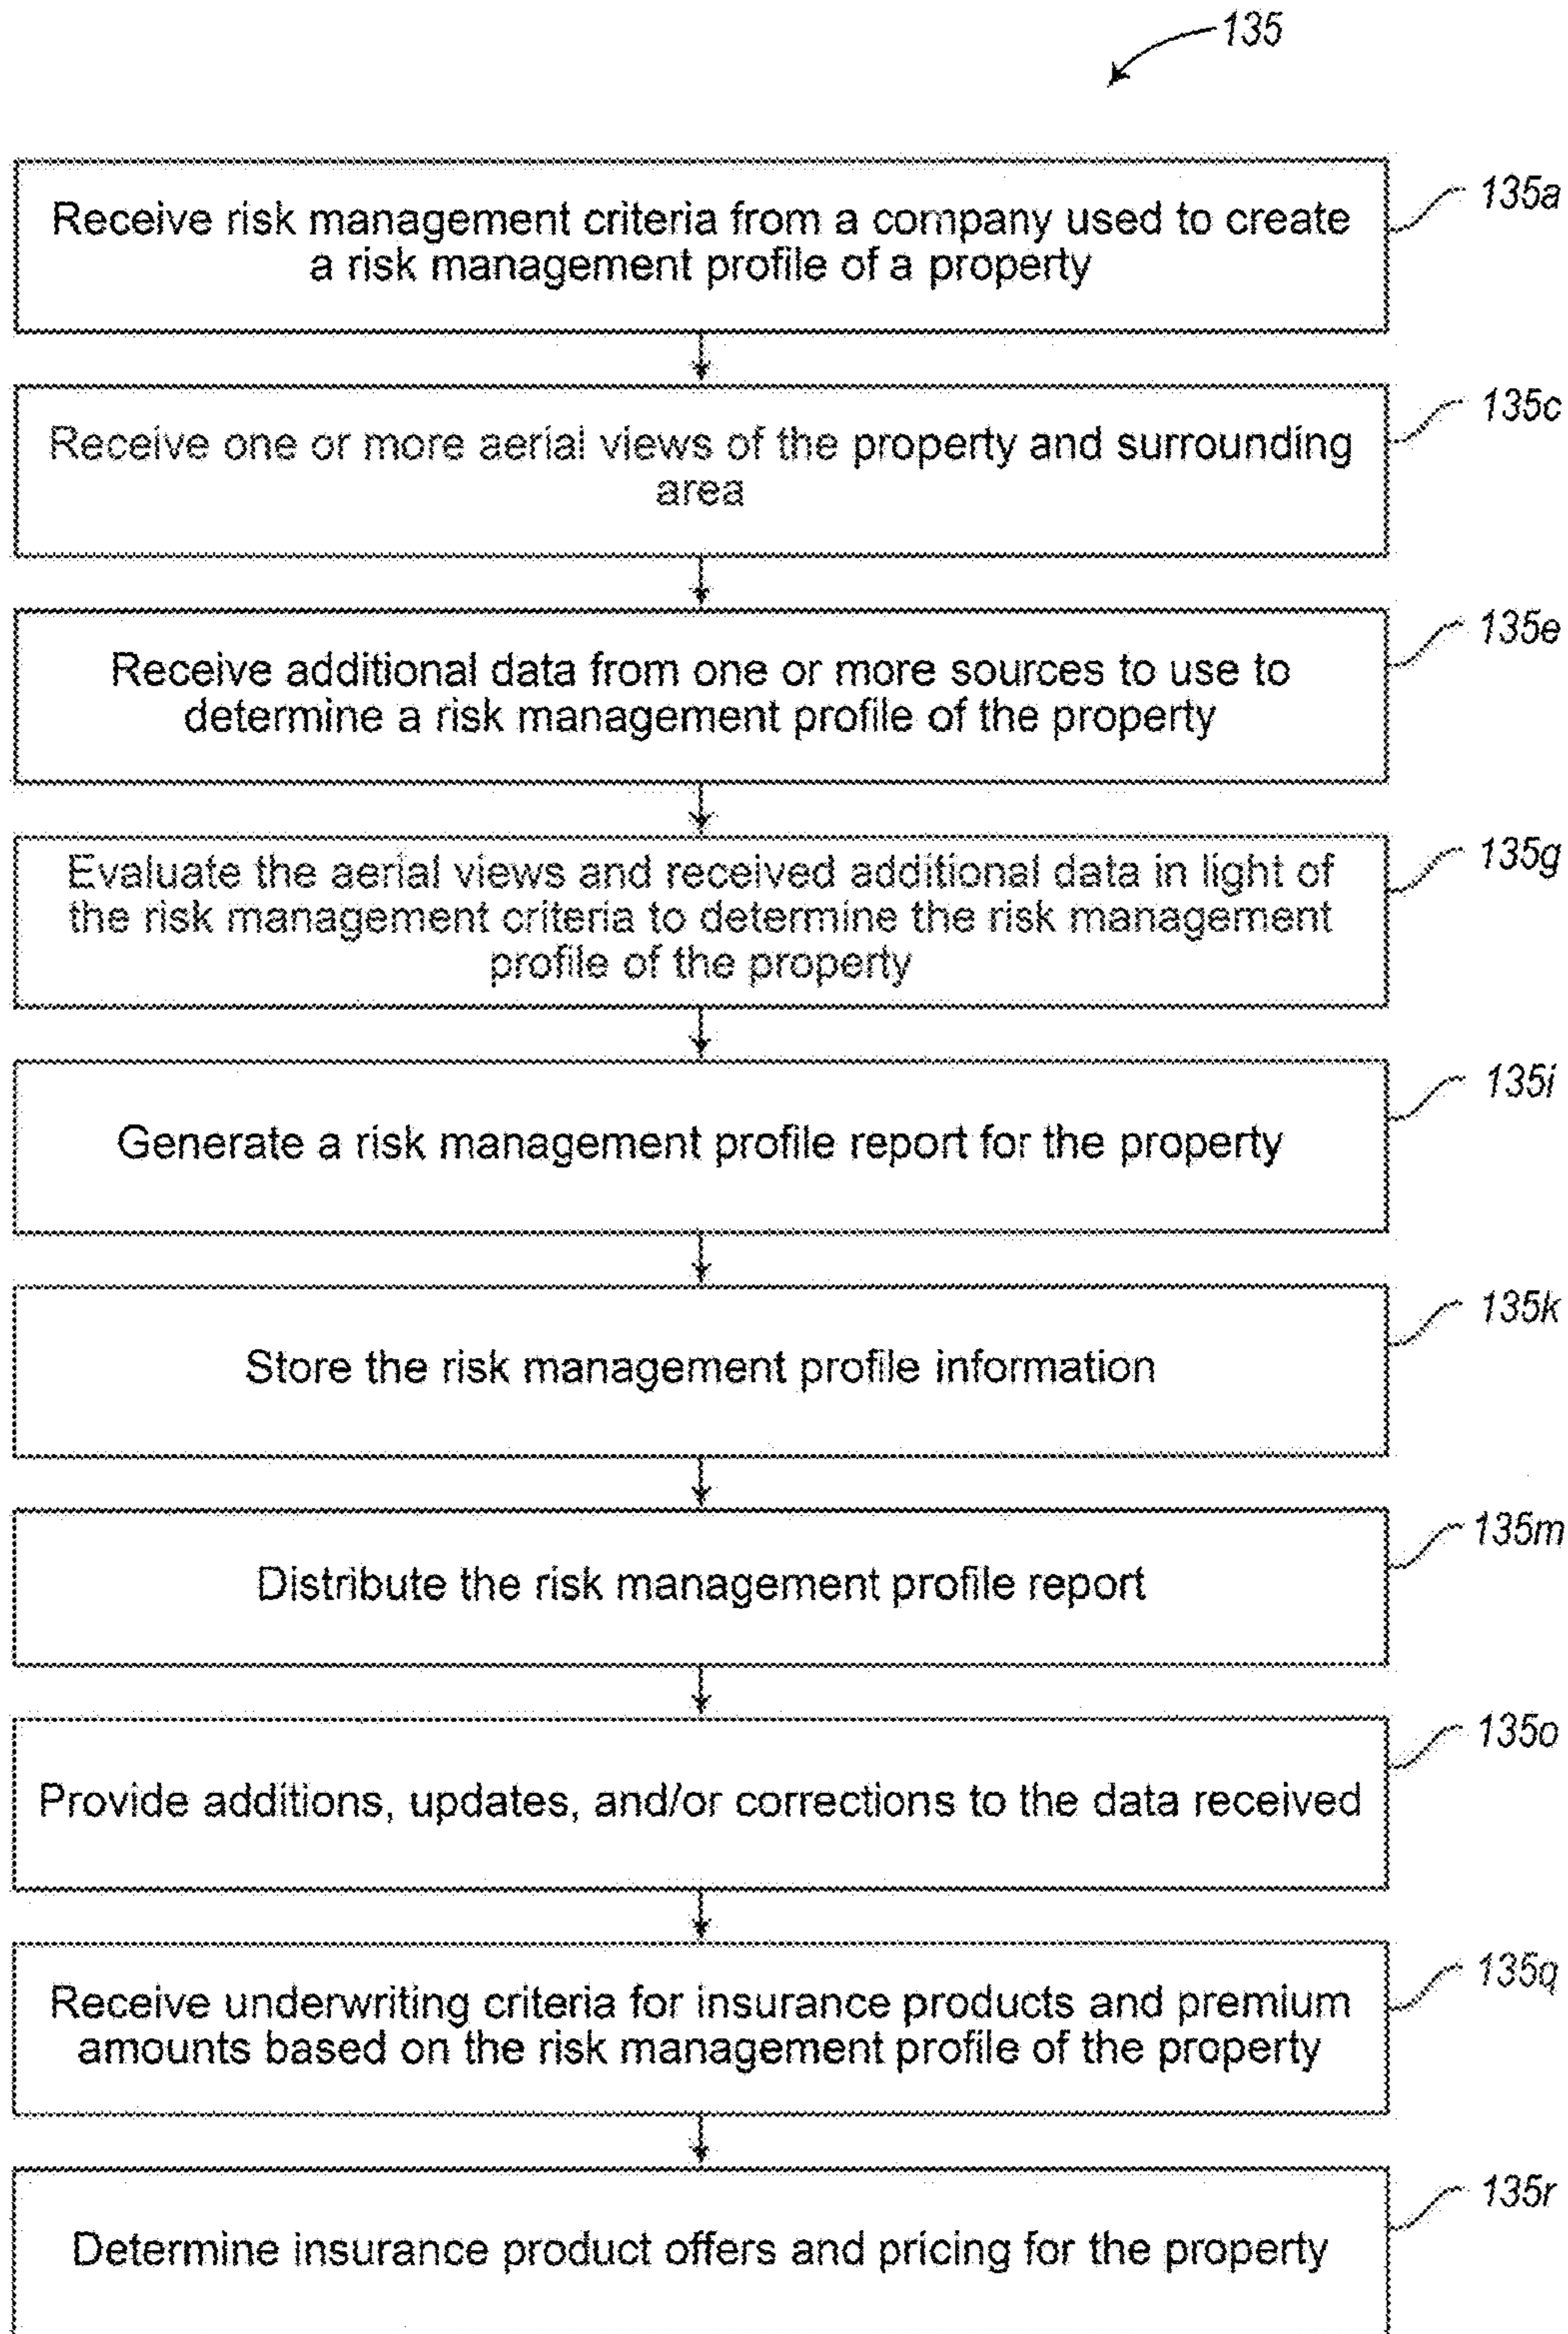 135
Receive risk management criteria from a company used to create
a risk management profile of a property
135a
Receive one or more aerial views of the property and surrounding
area
135c
Receive additional data from one or more sources to use to
determine a risk management profile of the property
135e
Evaluate the aerial views and received additional data in light of
the risk management criteria to determine the risk management
profile of the property
135g
Generate a risk management profile report for the property
135i
Store the risk management profile information
135k
Distribute the risk management profile report
135m
Provide additions, updates, and/or corrections to the data received
135o
Receive underwriting criteria for insurance products and premium
amounts based on the risk management profile of the property
135q
Determine insurance product offers and pricing for the property
135r